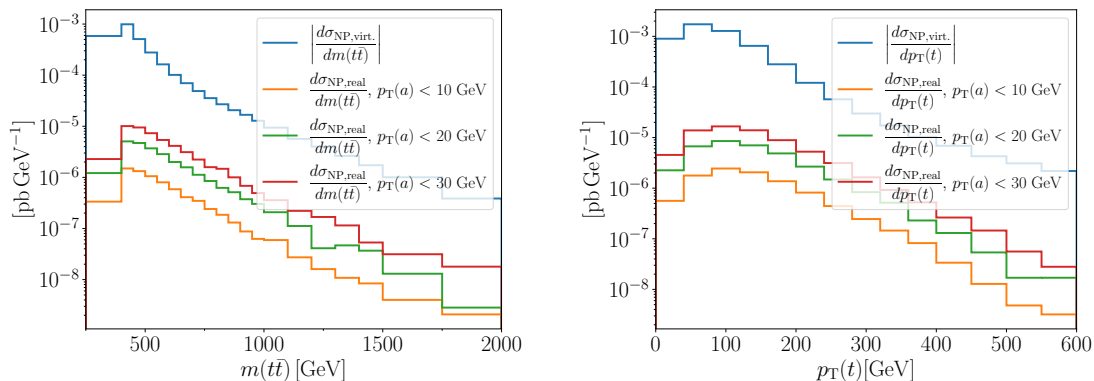 [pb GeV⁻¹]
10⁻³
10⁻⁴
10⁻⁵
10⁻⁶
10⁻⁷
10⁻⁸
|dσ_NP,virt. / dm(tt̄)|
dσ_NP,real / dm(tt̄), p_T(a) < 10 GeV
dσ_NP,real / dm(tt̄), p_T(a) < 20 GeV
dσ_NP,real / dm(tt̄), p_T(a) < 30 GeV
500 1000 1500 2000
m(tt̄) [GeV]
[pb GeV⁻¹]
10⁻³
10⁻⁴
10⁻⁵
10⁻⁶
10⁻⁷
10⁻⁸
|dσ_NP,virt. / dp_T(t)|
dσ_NP,real / dp_T(t), p_T(a) < 10 GeV
dσ_NP,real / dp_T(t), p_T(a) < 20 GeV
dσ_NP,real / dp_T(t), p_T(a) < 30 GeV
0 100 200 300 400 500 600
p_T(t)[GeV]